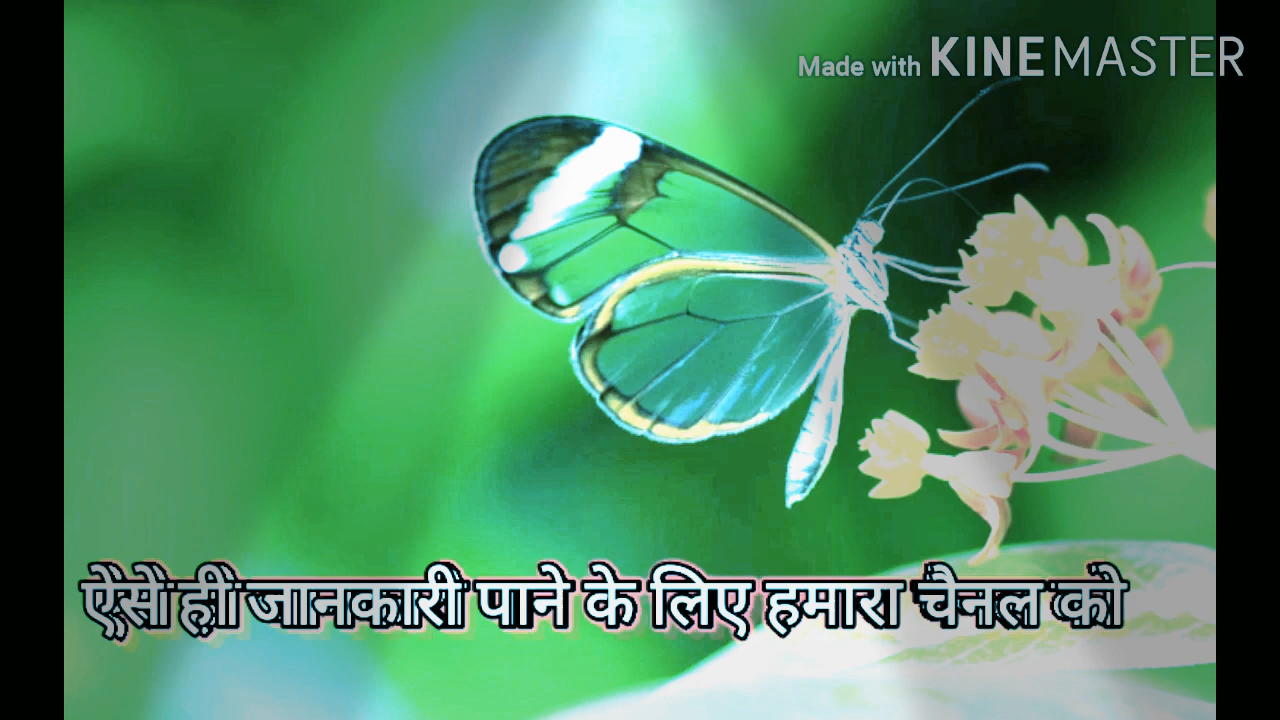 Made with KINEMASTER
ऐसे ही जानकारी पाने के लिए हमारा चैनल को